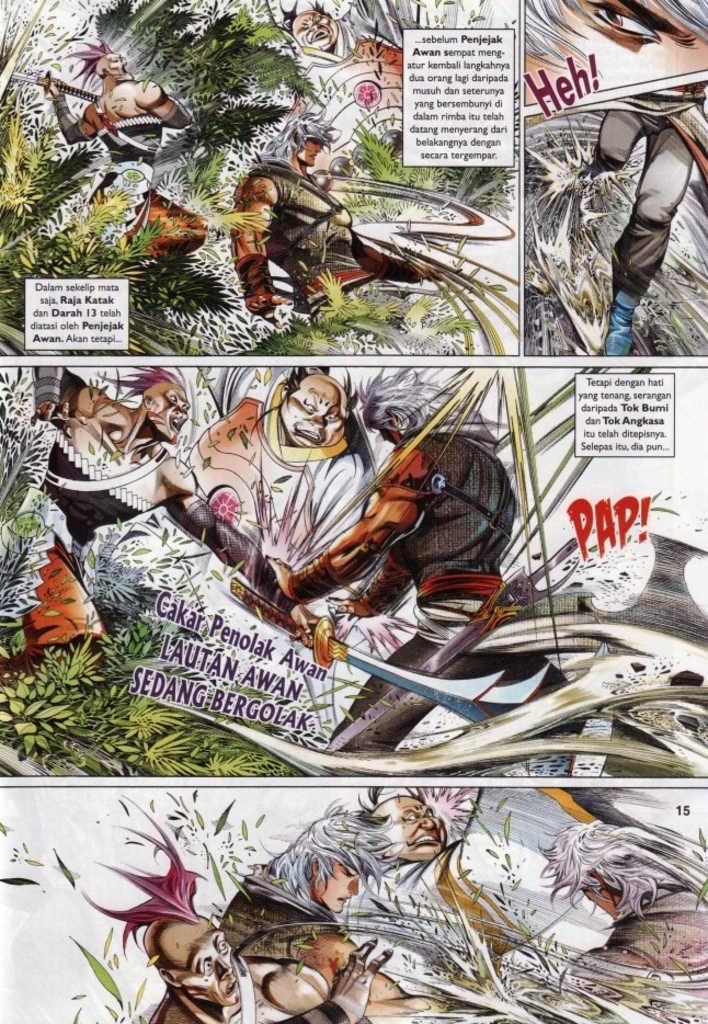 ...sebelum Penjejak
Awan sempat meng-
atur kembali langkahnya
dua orang lagi daripada
musuh dan seterunya
yang bersembunyi di
dalam rimba itu telah
datang menyerang dari
belakangnya dengan
secara tergempar.
Heh!
Dalam sekelip mata
saja, Raja Katak
dan Darah 13 telah
diatasi oleh Penjejak
Awan. Akan tetapi...
Tetapi dengan hati
yang tenang, serangan
daripada Tok Bumi
dan Tok Angkasa
itu telah ditepisnya.
Selepas itu, dia pun...
PAP!
Cakar Penolak Awan
LAUTAN AWAN
SEDANG BERGOLAK
15